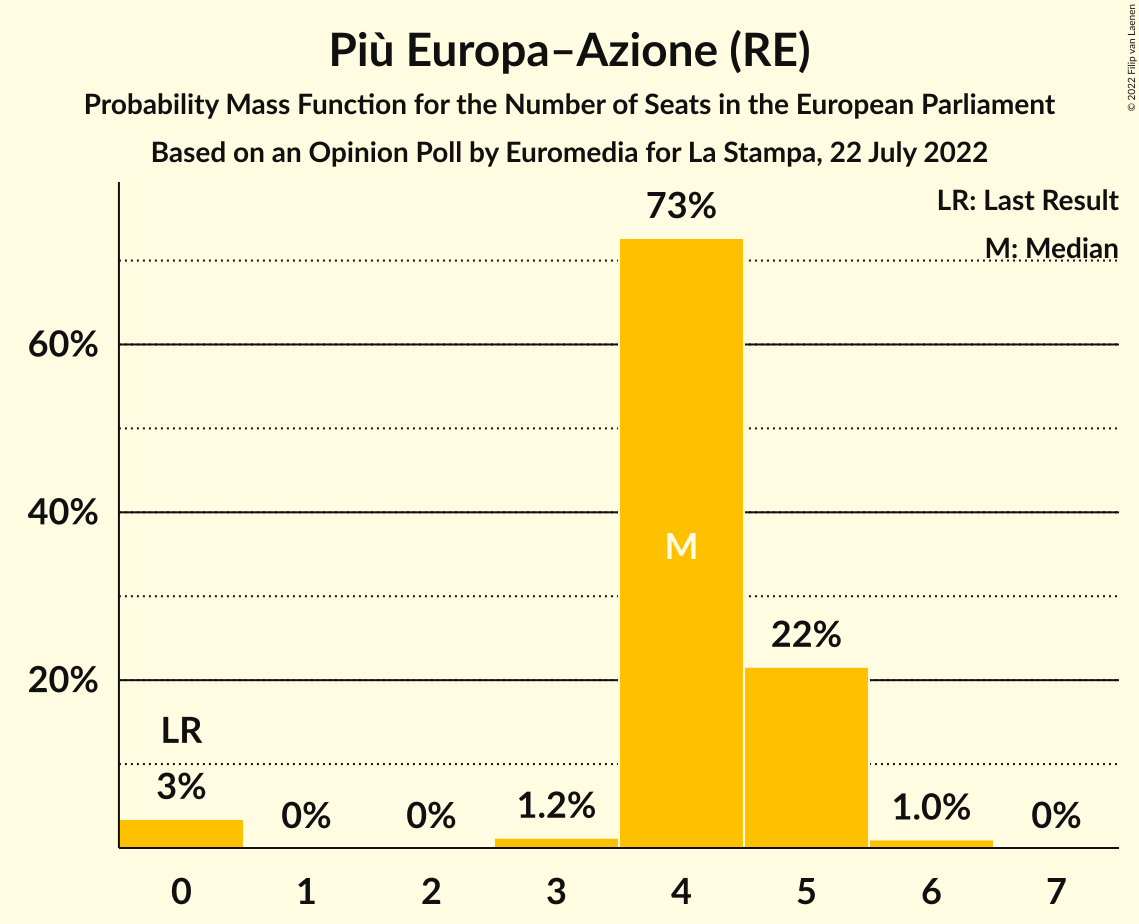 Più Europa–Azione (RE)
Probability Mass Function for the Number of Seats in the European Parliament
Based on an Opinion Poll by Euromedia for La Stampa, 22 July 2022
© 2022 Filip van Laenen
LR: Last Result
M: Median
73%
60%
40%
M
22%
20%
LR
3%
0%
0%
1.2%
1.0%
0%
0 1 2 3 4 5 6 7